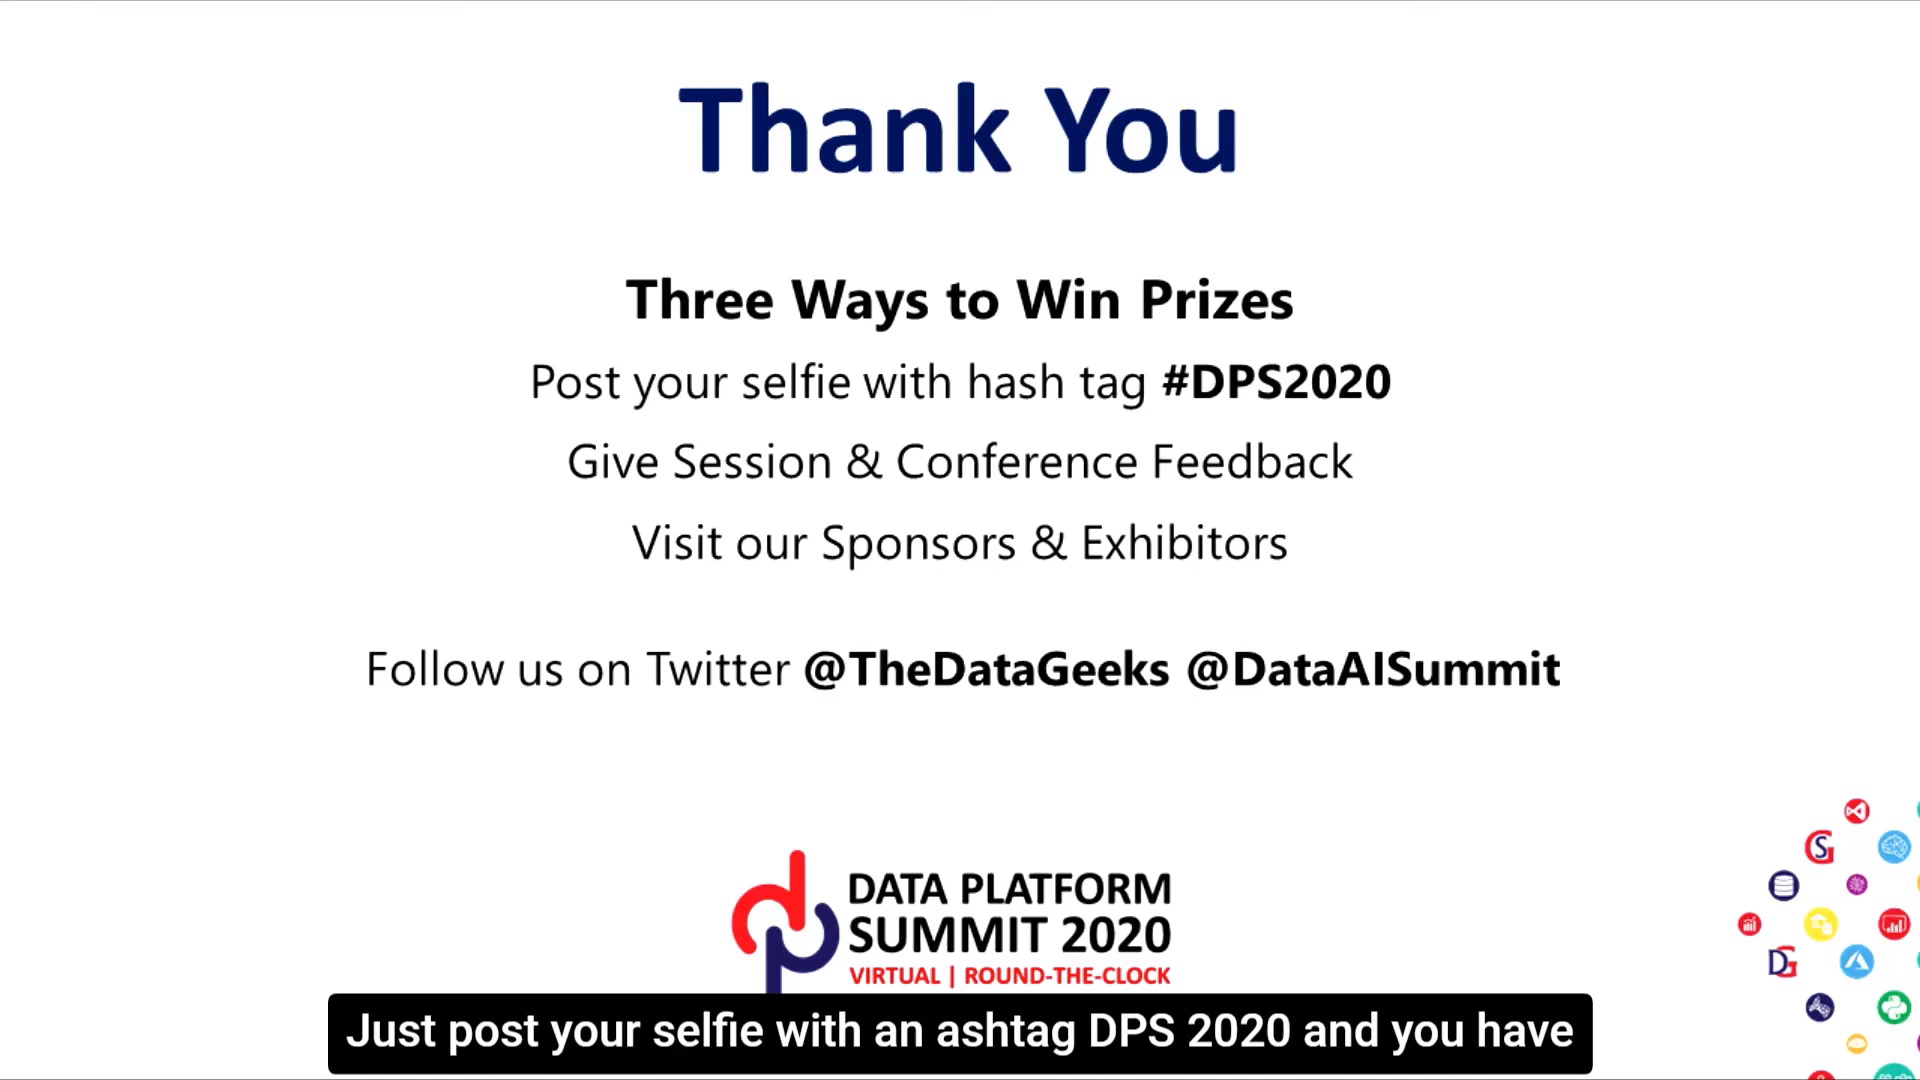 Thank You
Three Ways to Win Prizes
Post your selfie with hash tag #DPS2020
Give Session & Conference Feedback
Visit our Sponsors & Exhibitors
Follow us on Twitter @TheDataGeeks @DataAISummit
DATA PLATFORM
SUMMIT 2020
VIRTUAL | ROUND-THE-CLOCK
SG
DG
Just post your selfie with an ashtag DPS 2020 and you have